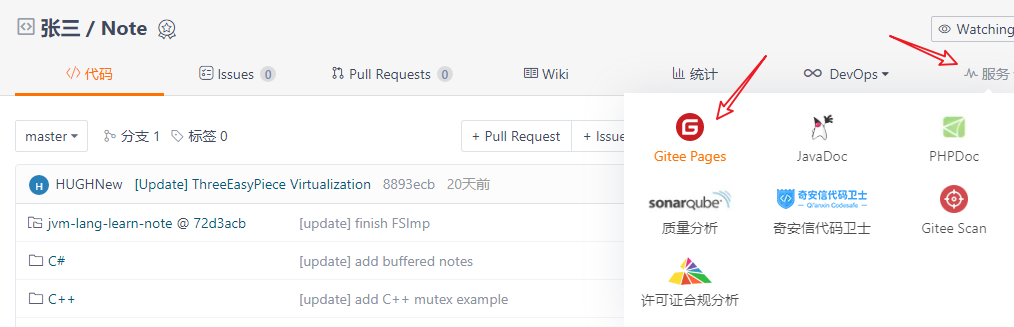 张三 / Note
Watching
代码 Issues 0 Pull Requests 0 Wiki 统计 DevOps 服务
master 分支 1 标签 0 + Pull Request + Issu
Gitee Pages JavaDoc PHPDoc
HUGHNew [Update] ThreeEasyPiece Virtualization 8893ecb 20天前
sonarqube 奇安信代码卫士 Qi'anxin Codesafe
质量分析 奇安信代码卫士 Gitee Scan
jvm-lang-learn-note @ 72d3acb [update] finish FSImp
C# [update] add buffered notes
C++ [update] add C++ mutex example
许可证合规分析